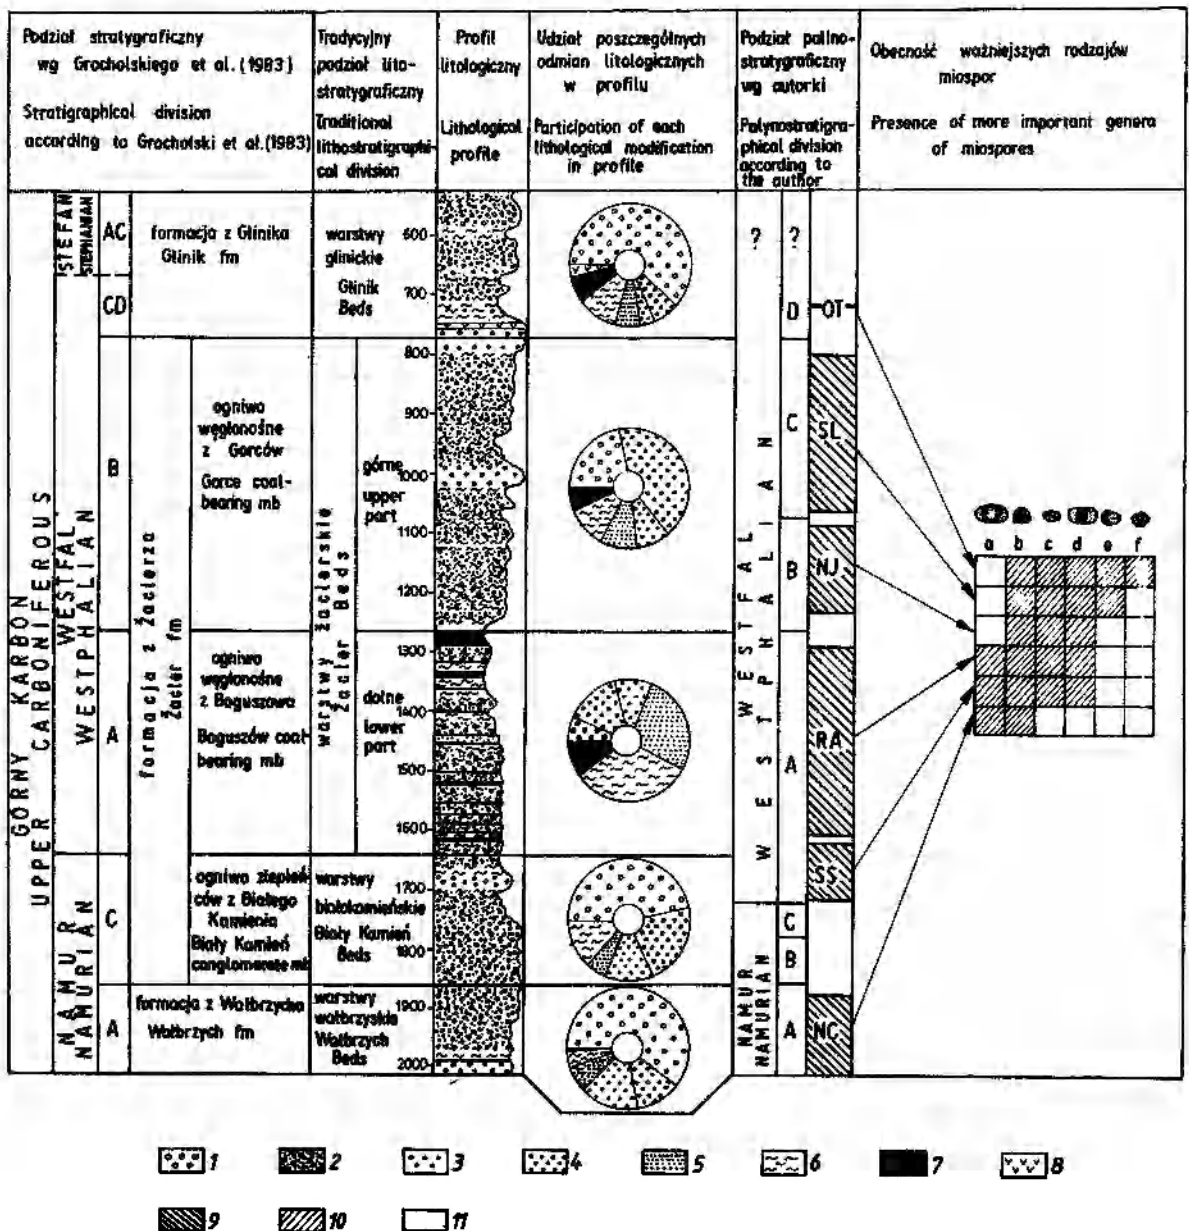 Podział stratygraficzny
wg Grocholskiego et al. (1983)
Stratigraphical division
according to Grocholski et al. (1983)
Tradycyjny
podział lito-
stratygraficzny
Traditional
lithostratigraphi-
cal division
Profil
litologiczny
Lithological
profile
Udział poszczególnych
odmian litologicznych
w profilu
Participation of each
lithological modification
in profile
Podział palino-
stratygraficzny
wg autorki
Palynostratigra-
phical division
according to
the author
Obecność ważniejszych rodzajów
miospor
Presence of more important genera
of miospores
GÓRNY KARBON
UPPER CARBONIFEROUS
STEFAN
STEPHANIAN
WESTFAL
WESTPHALIAN
NAMUR
NAMURIAN
AC
CD
B
A
C
A
formacja z Glinika
Glinik fm
formacja z Żacierza
Žacler fm
ogniwo
węglonośne
z Gorców
Gorce coal-
bearing mb
ogniwo
węglonośne
z Boguszowa
Boguszów coal-
bearing mb
ogniwo zlepień-
ców z Białego
Kamienia
Biały Kamień
conglomerate mb
formacja z Wałbrzycha
Wałbrzych fm
warstwy
glinickie
Glinik
Beds
warstwy żacierskie
Žacler Beds
górne
upper
part
dolne
lower
part
warstwy
białokamieńskie
Biały Kamień
Beds
warstwy
wałbrzyskie
Wałbrzych
Beds
600
700
800
900
1000
1100
1200
1300
1400
1500
1600
1700
1800
1900
2000
WESTFAL
WESTPHALIAN
NAMUR
NAMURIAN
?
D
C
B
A
C
B
A
?
OT
SL
NJ
RA
SS
NC
a b c d e f
1 2 3 4 5 6 7 8
9 10 11